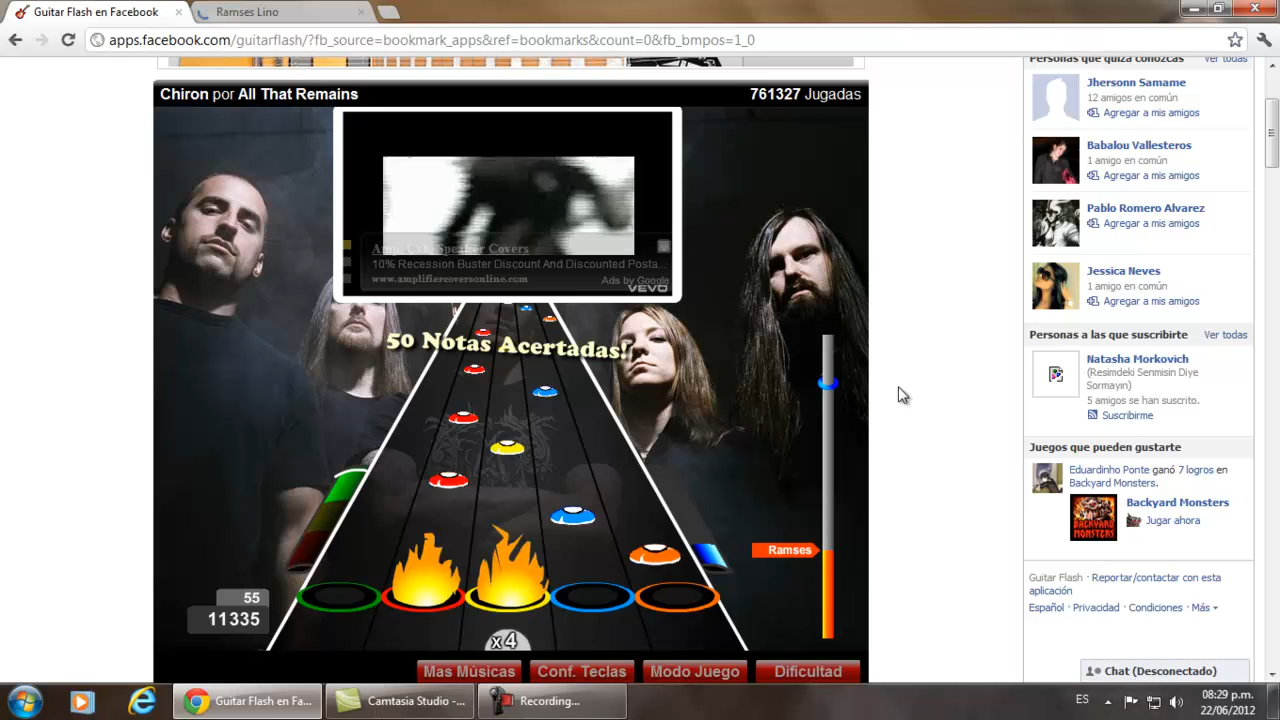 Guitar Flash en Facebook
Ramses Lino
apps.facebook.com/guitarflash/?fb_source=bookmark_apps&ref=bookmarks&count=0&fb_bmpos=1_0
Chiron por All That Remains
761327 Jugadas
Amp, Cab, Speaker Covers
10% Recession Buster Discount And Discounted Posta...
www.amplifiercoversonline.com
Ads by Google
VEVO
50 Notas Acertadas!
Ramses
55
11335
x4
Mas Músicas
Conf. Teclas
Modo Juego
Dificultad
Personas que quizá conozcas
Ver todas
Jhersonn Samame
12 amigos en común
Agregar a mis amigos
Babalou Vallesteros
1 amigo en común
Agregar a mis amigos
Pablo Romero Alvarez
Agregar a mis amigos
Jessica Neves
1 amigo en común
Agregar a mis amigos
Personas a las que suscribirte
Ver todas
Natasha Morkovich
(Resimdeki Senmisin Diye
Sormayın)
5 amigos se han suscrito.
Suscribirme
Juegos que pueden gustarte
Eduardinho Ponte ganó 7 logros en
Backyard Monsters.
Backyard Monsters
Jugar ahora
Guitar Flash · Reportar/contactar con esta
aplicación
Español · Privacidad · Condiciones · Más
Chat (Desconectado)
Guitar Flash en Fa...
Camtasia Studio -...
Recording...
ES
08:29 p.m.
22/06/2012